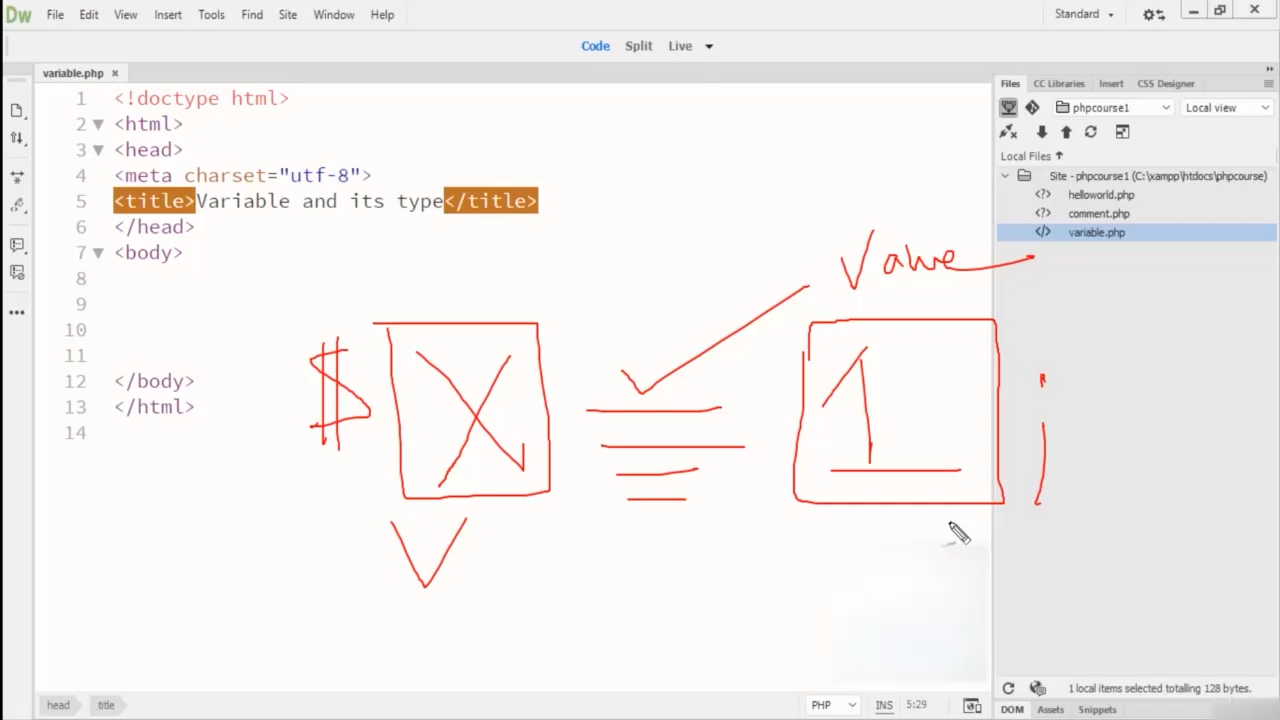 Dw File Edit View Insert Tools Find Site Window Help Standard
Code Split Live
variable.php ×
1 <!doctype html>
2 <html>
3 <head>
4 <meta charset="utf-8">
5 <title>Variable and its type</title>
6 </head>
7 <body>
8
9
10
11
12 </body>
13 </html>
14
Value
$ X = 1 ;
V
Files CC Libraries Insert CSS Designer
phpcourse1 Local view
Local Files
Site - phpcourse1 (C:\xampp\htdocs\phpcourse)
helloworld.php
comment.php
variable.php
1 local items selected totalling 128 bytes.
head title PHP INS 5:29
DOM Assets Snippets